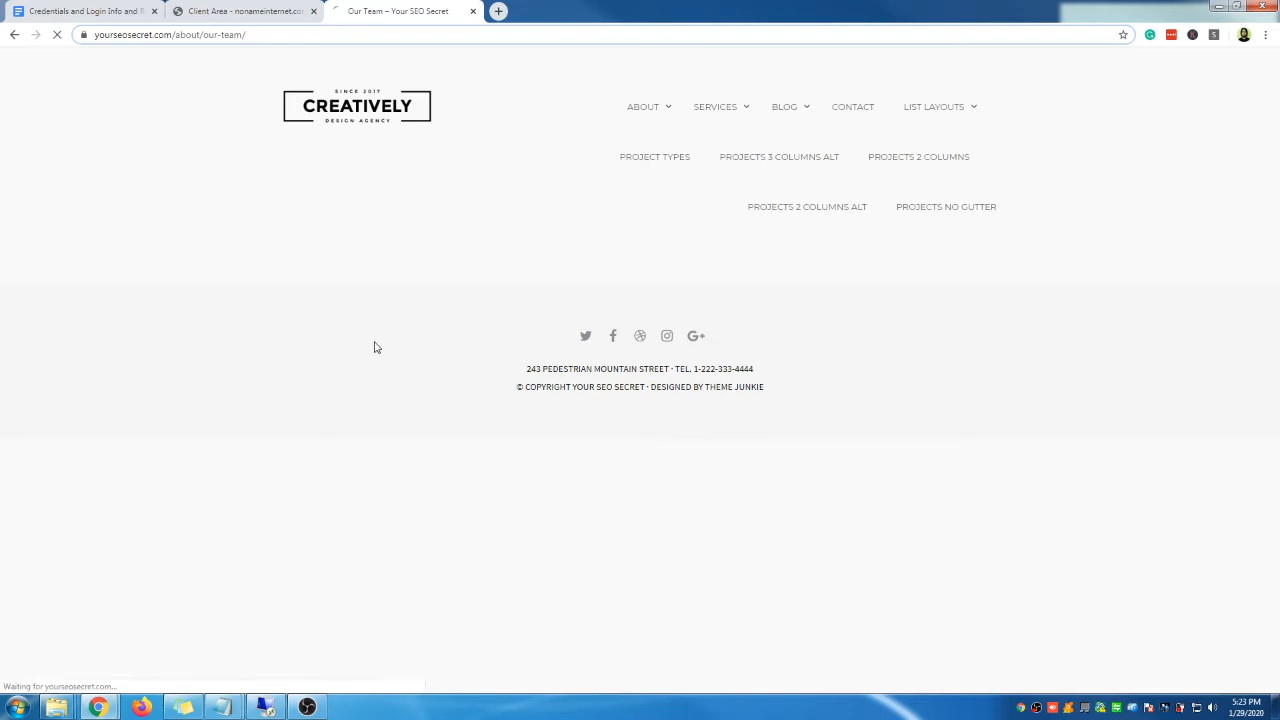 Credentials and Login Info and
Client Area - nonameinternet.co
Our Team – Your SEO Secret
yourseosecret.com/about/our-team/
SINCE 2017
CREATIVELY
DESIGN AGENCY
ABOUT
SERVICES
BLOG
CONTACT
LIST LAYOUTS
PROJECT TYPES
PROJECTS 3 COLUMNS ALT
PROJECTS 2 COLUMNS
PROJECTS 2 COLUMNS ALT
PROJECTS NO GUTTER
G+
243 PEDESTRIAN MOUNTAIN STREET · TEL. 1-222-333-4444
© COPYRIGHT YOUR SEO SECRET · DESIGNED BY THEME JUNKIE
Waiting for yourseosecret.com...
5:23 PM
1/29/2020